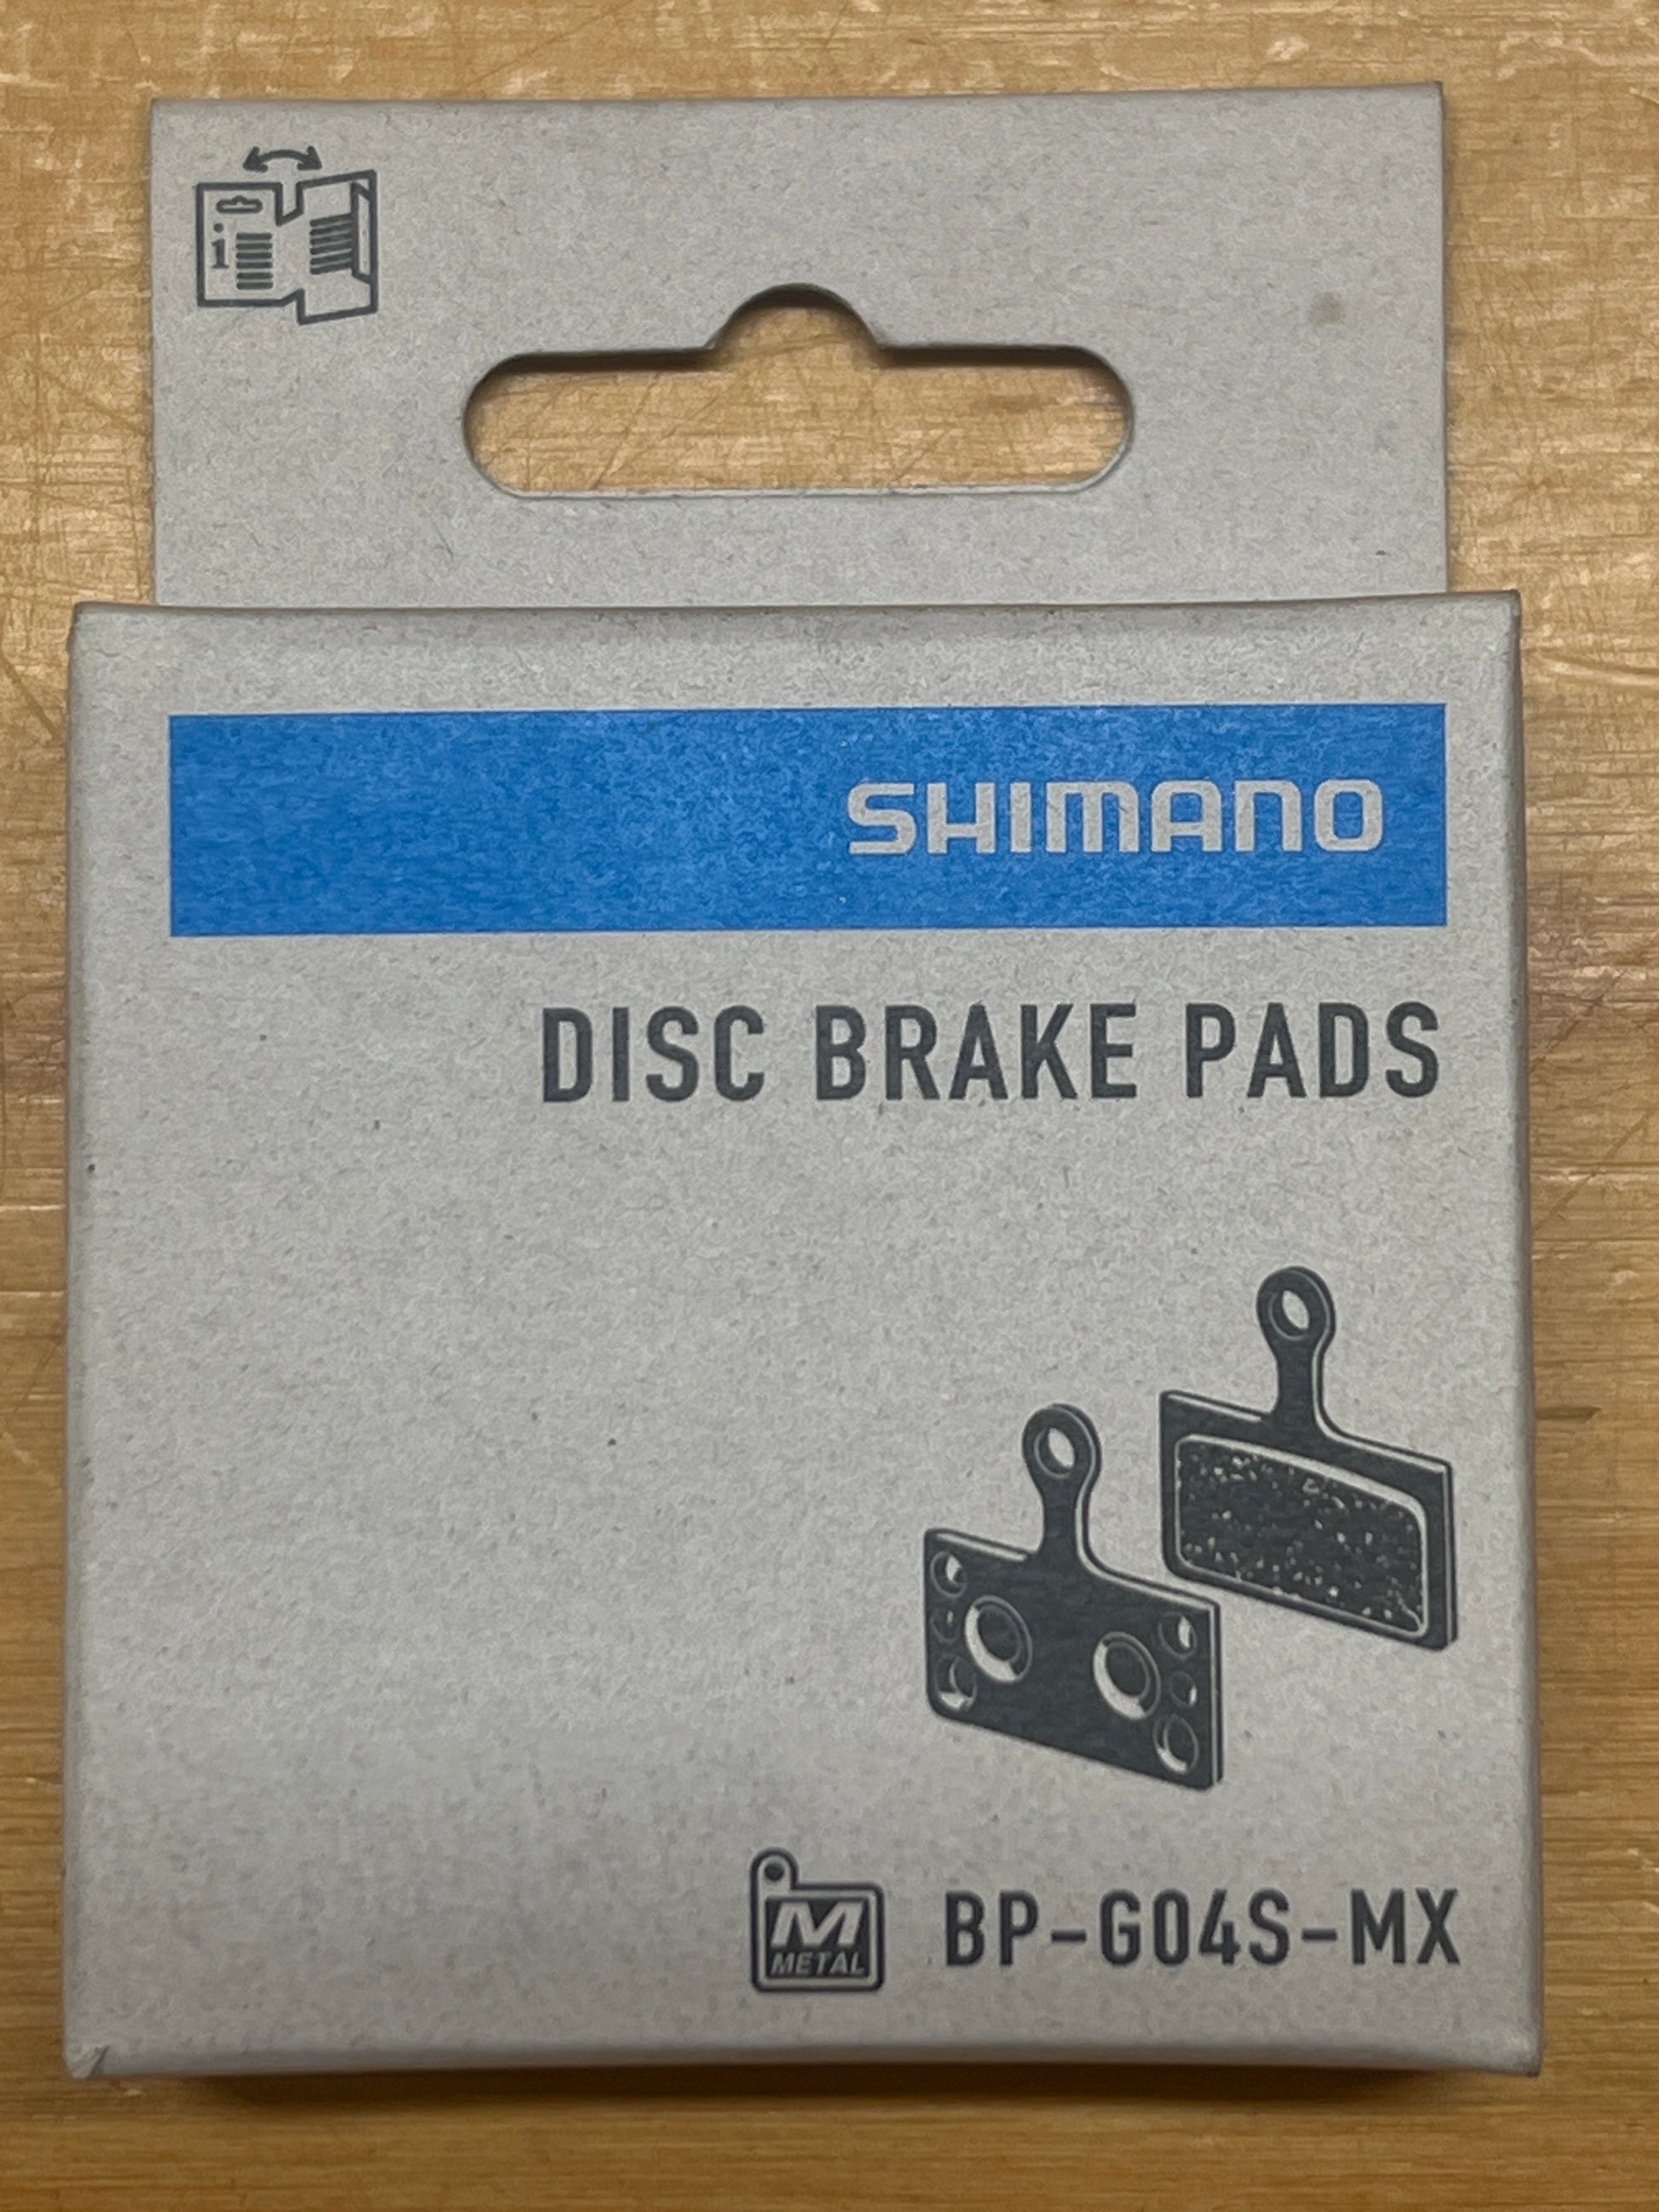 i
SHIMANO
DISC BRAKE PADS
M
METAL
BP-G04S-MX